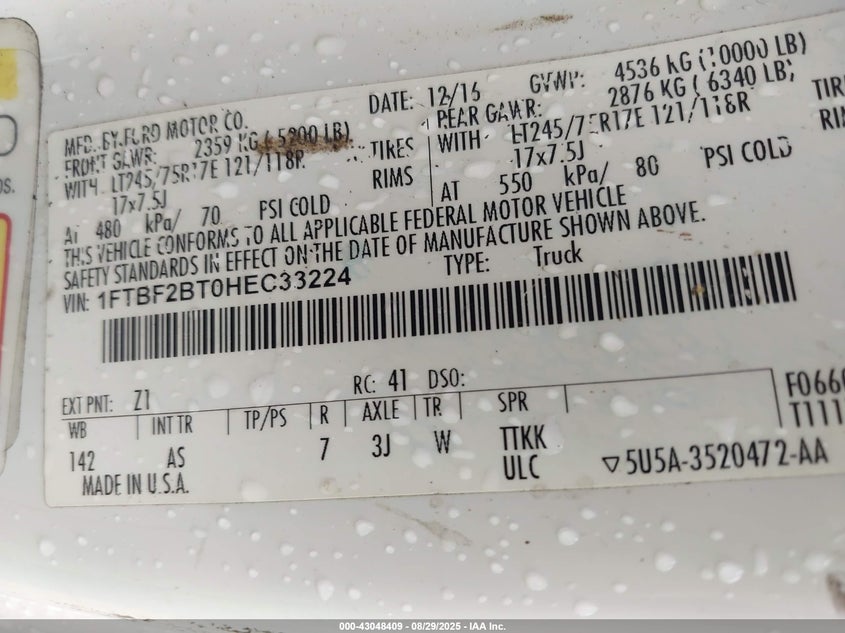 MFD. BY FORD MOTOR CO.
DATE: 12/16 GVWR: 4536 KG (10000 LB)
FRONT GAWR: 2359 KG ( 5200 LB)
REAR GAWR: 2876 KG ( 6340 LB)
WITH LT245/75R17E 121/118R TIRES
WITH LT245/75R17E 121/118R TIRE
17x7.5J RIMS
17x7.5J RIM
AT 480 kPa/ 70 PSI COLD
AT 550 kPa/ 80 PSI COLD
THIS VEHICLE CONFORMS TO ALL APPLICABLE FEDERAL MOTOR VEHICLE
SAFETY STANDARDS IN EFFECT ON THE DATE OF MANUFACTURE SHOWN ABOVE.
VIN: 1FTBF2BT0HEC33224 TYPE: Truck
EXT PNT: Z1 RC: 41 DSO:
WB INT TR TP/PS R AXLE TR SPR
142 AS 7 3J W TTKK
ULC
F066
T111
MADE IN U.S.A.
▽5U5A-3520472-AA
000-43048409 - 08/29/2025 - IAA Inc.